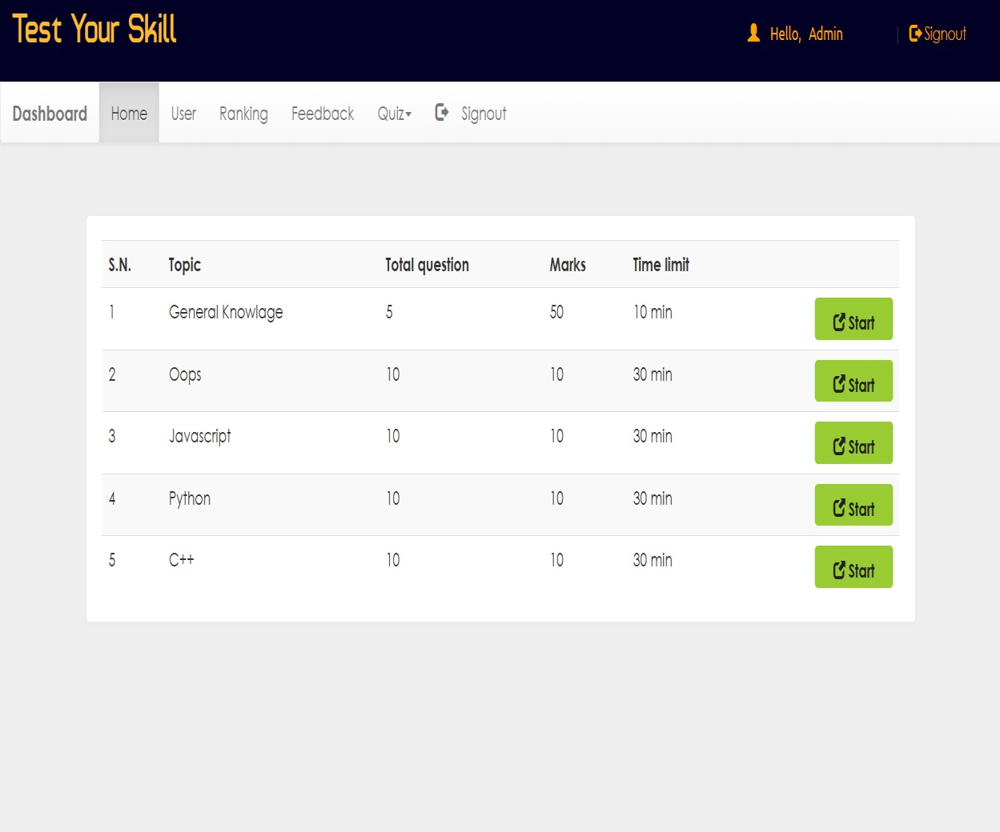 Test Your Skill
Hello, Admin | Signout
Dashboard Home User Ranking Feedback Quiz Signout
S.N. Topic Total question Marks Time limit
1 General Knowlage 5 50 10 min Start
2 Oops 10 10 30 min Start
3 Javascript 10 10 30 min Start
4 Python 10 10 30 min Start
5 C++ 10 10 30 min Start